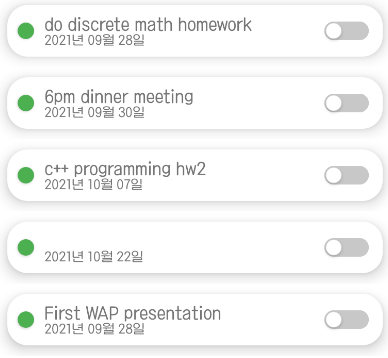 do discrete math homework
2021년 09월 28일
6pm dinner meeting
2021년 09월 30일
c++ programming hw2
2021년 10월 07일
2021년 10월 22일
First WAP presentation
2021년 09월 28일